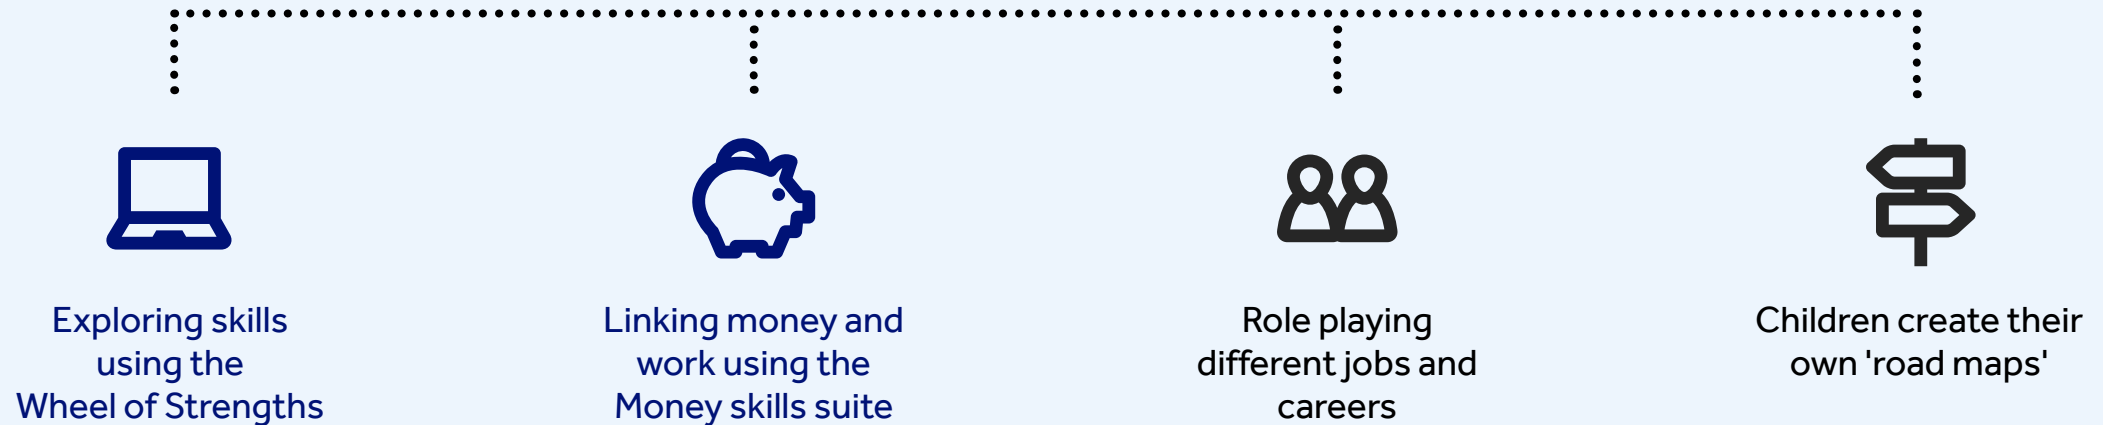 Exploring skills
using the
Wheel of Strengths
Linking money and
work using the
Money skills suite
Role playing
different jobs and
careers
Children create their
own 'road maps'